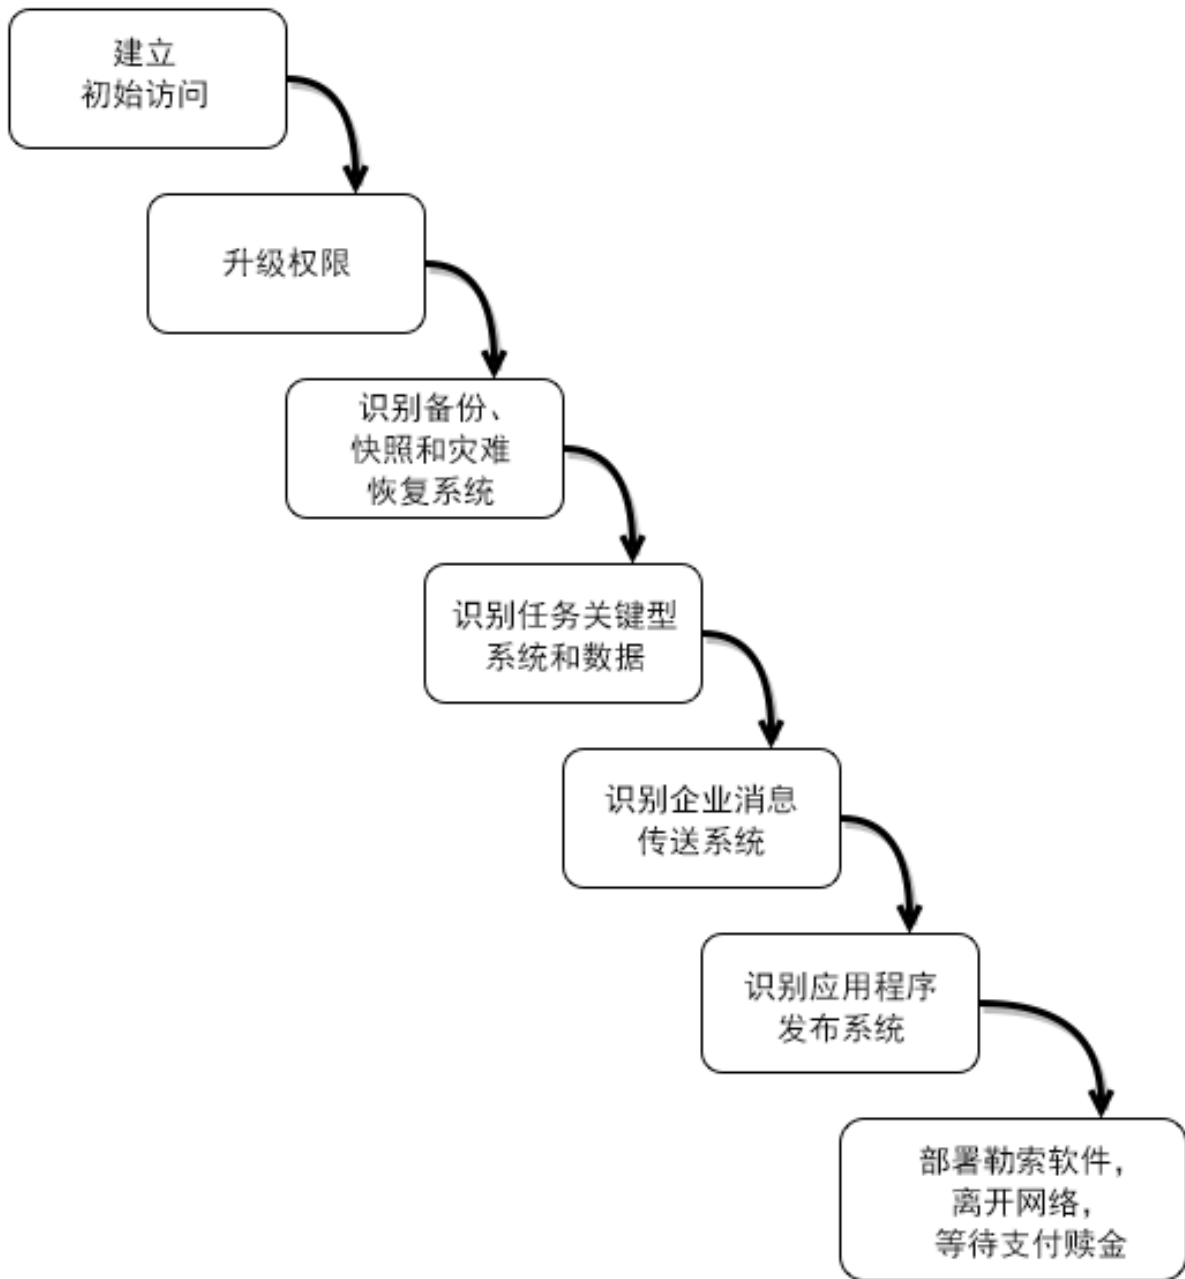 建立
初始访问
升级权限
识别备份、
快照和灾难
恢复系统
识别任务关键型
系统和数据
识别企业消息
传送系统
识别应用程序
发布系统
部署勒索软件，
离开网络，
等待支付赎金